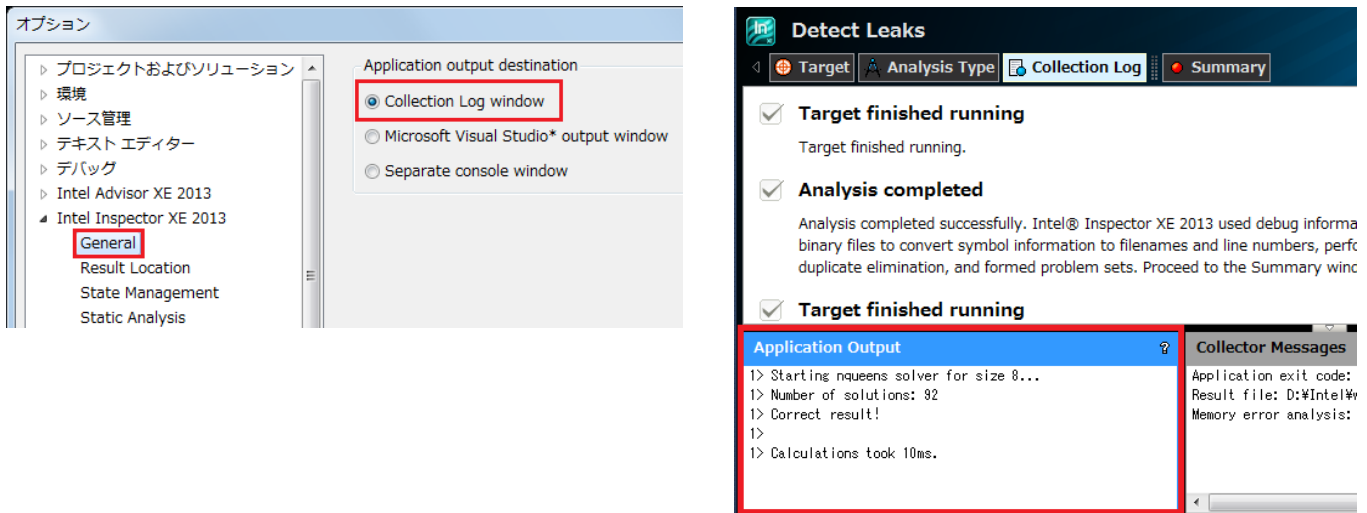 オプション
プロジェクトおよびソリューション
環境
ソース管理
テキスト エディター
デバッグ
Intel Advisor XE 2013
Intel Inspector XE 2013
General
Result Location
State Management
Static Analysis
Application output destination
Collection Log window
Microsoft Visual Studio* output window
Separate console window
Detect Leaks
Target Analysis Type Collection Log Summary
Target finished running
Target finished running.
Analysis completed
Analysis completed successfully. Intel® Inspector XE 2013 used debug informa
binary files to convert symbol information to filenames and line numbers, perfo
duplicate elimination, and formed problem sets. Proceed to the Summary wind
Target finished running
Application Output ?
1> Starting nqueens solver for size 8...
1> Number of solutions: 92
1> Correct result!
1>
1> Calculations took 10ms.
Collector Messages
Application exit code:
Result file: D:¥Intel¥w
Memory error analysis: